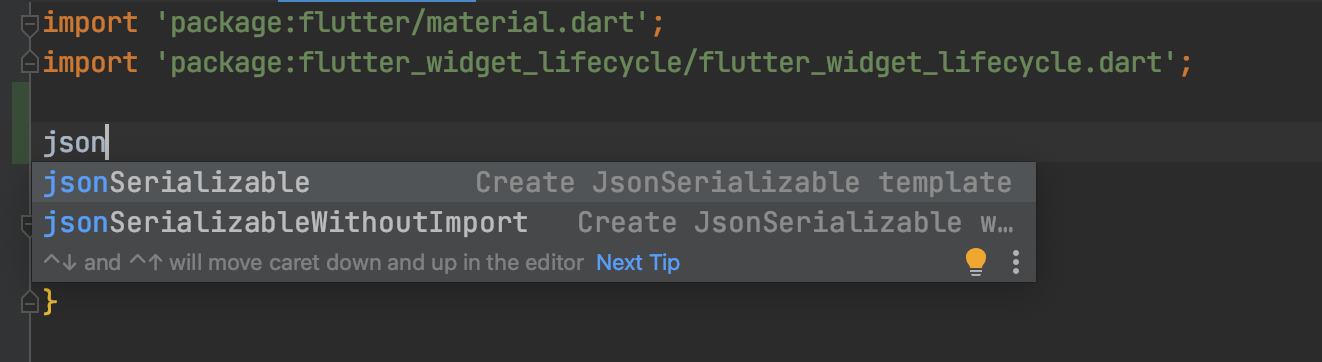 import 'package:flutter/material.dart';
import 'package:flutter_widget_lifecycle/flutter_widget_lifecycle.dart';
json
jsonSerializable Create JsonSerializable template
jsonSerializableWithoutImport Create JsonSerializable w…
^↓ and ^↑ will move caret down and up in the editor Next Tip
}